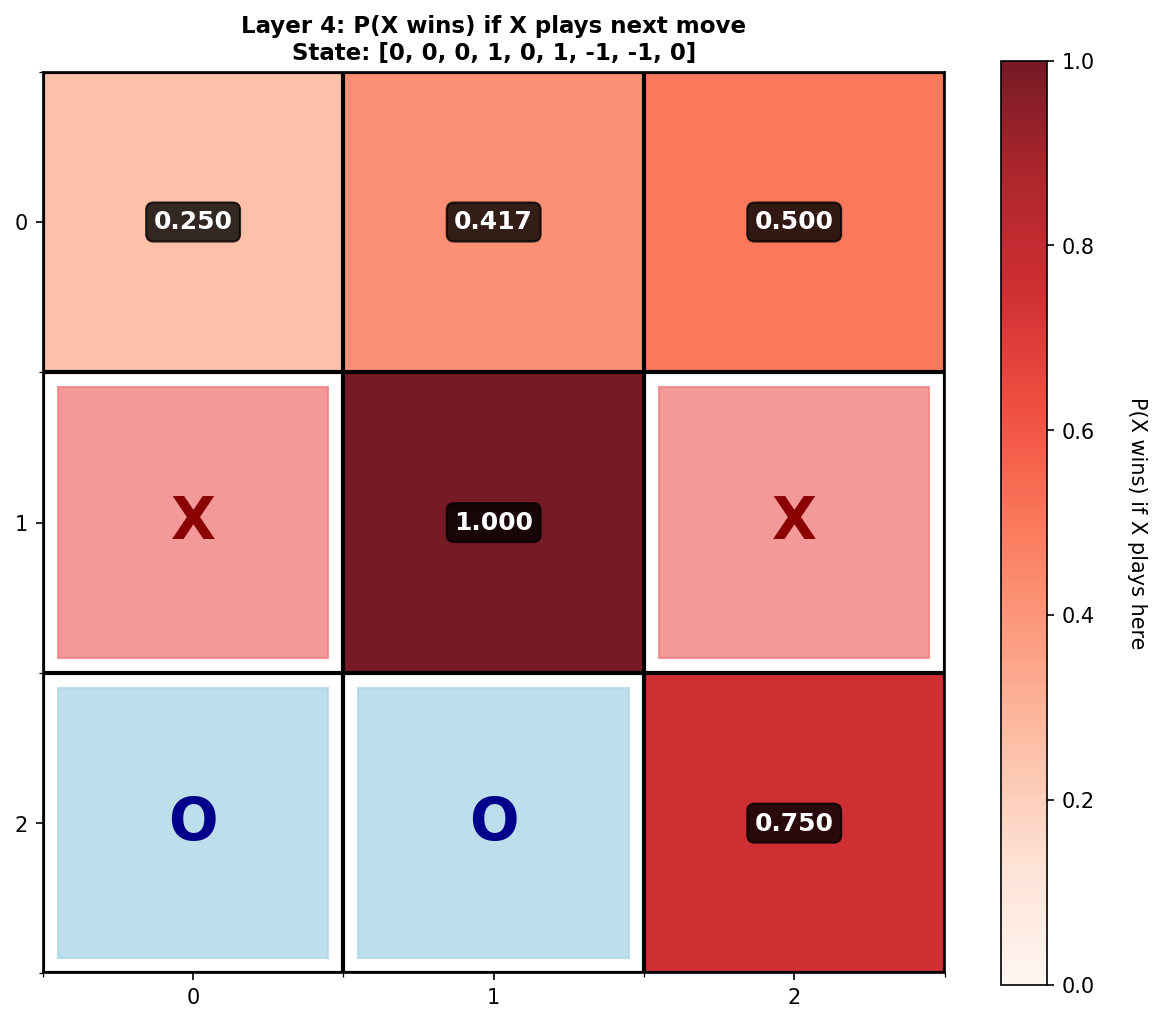 Layer 4: P(X wins) if X plays next move
State: [0, 0, 0, 1, 0, 1, -1, -1, 0]
0
0.250
0.417
0.500
1
X
1.000
X
2
O
O
0.750
0
1
2
1.0
0.8
0.6
0.4
0.2
0.0
P(X wins) if X plays here